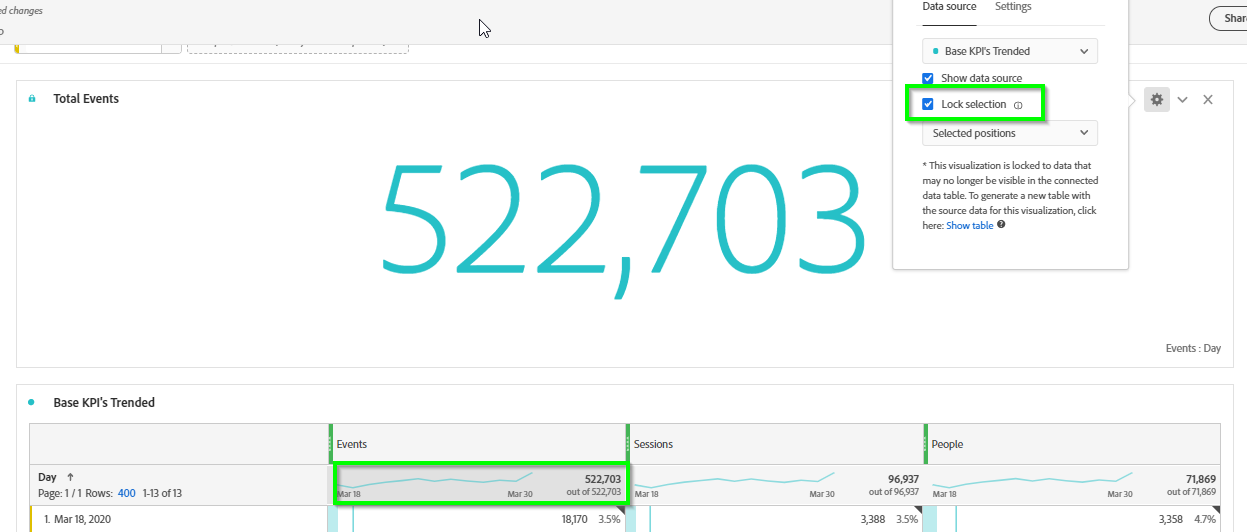 ed changes
Data source Settings
Share
Base KPI's Trended
Show data source
Lock selection
Selected positions
* This visualization is locked to data that
may no longer be visible in the connected
data table. To generate a new table with
the source data for this visualization, click
here: Show table
Total Events
522,703
Events : Day
Base KPI's Trended
Events Sessions People
Day ↑
Page: 1 / 1 Rows: 400 1-13 of 13
Mar 18 Mar 30 522,703
out of 522,703
Mar 18 Mar 30 96,937
out of 96,937
Mar 18 Mar 30 71,869
out of 71,869
1. Mar 18, 2020 18,170 3.5% 3,388 3.5% 3,358 4.7%